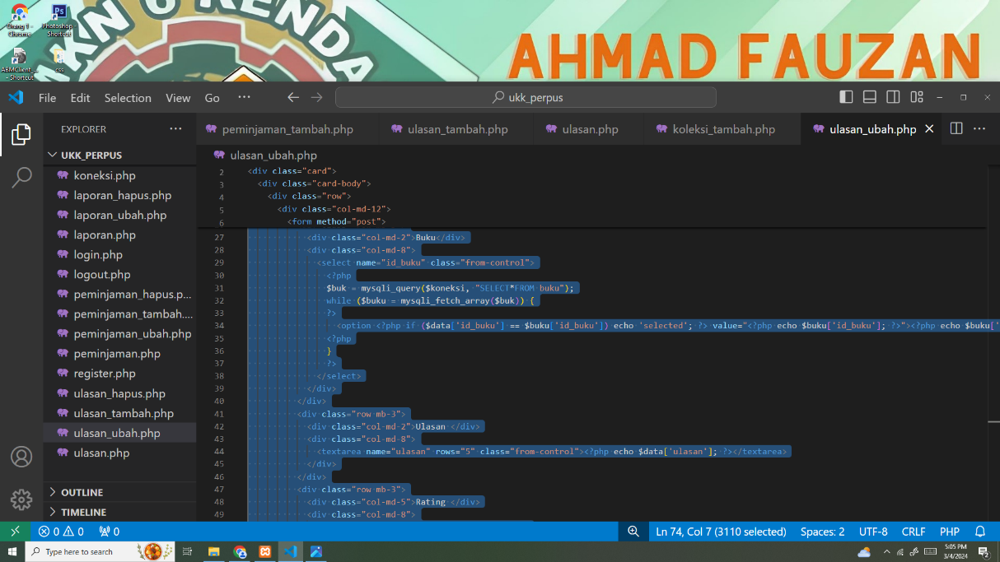 Orang 1 -
Chrome
Photoshop -
Shortcut
ABMClient_...
- Shortcut
css
KN 6 RENDA
AHMAD FAUZAN
File Edit Selection View Go ···
ukk_perpus
EXPLORER ···
peminjaman_tambah.php ulasan_tambah.php ulasan.php koleksi_tambah.php ulasan_ubah.php
UKK_PERPUS
koneksi.php
laporan_hapus.php
laporan_ubah.php
laporan.php
login.php
logout.php
peminjaman_hapus.p...
peminjaman_tambah....
peminjaman_ubah.php
peminjaman.php
register.php
ulasan_hapus.php
ulasan_tambah.php
ulasan_ubah.php
ulasan.php
OUTLINE
TIMELINE
ulasan_ubah.php
2 <div class="card">
3 <div class="card-body">
4 <div class="row">
5 <div class="col-md-12">
6 <form method="post">
27 <div class="col-md-2">Buku</div>
28 <div class="col-md-8">
29 <select name="id_buku" class="from-control">
30 <?php
31 $buk = mysqli_query($koneksi, "SELECT*FROM buku");
32 while ($buku = mysqli_fetch_array($buk)) {
33 ?>
34 <option <?php if ($data['id_buku'] == $buku['id_buku']) echo 'selected'; ?> value="<?php echo $buku['id_buku']; ?>"><?php echo $buku['
35 <?php
36 }
37 ?>
38 </select>
39 </div>
40 </div>
41 <div class="row mb-3">
42 <div class="col-md-2">Ulasan </div>
43 <div class="col-md-8">
44 <textarea name="ulasan" rows="5" class="from-control"><?php echo $data['ulasan']; ?></textarea>
45 </div>
46 </div>
47 <div class="row mb-3">
48 <div class="col-md-5">Rating </div>
49 <div class="col-md-8">
0 0 0 Ln 74, Col 7 (3110 selected) Spaces: 2 UTF-8 CRLF PHP
Type here to search
5:05 PM
3/4/2024
2